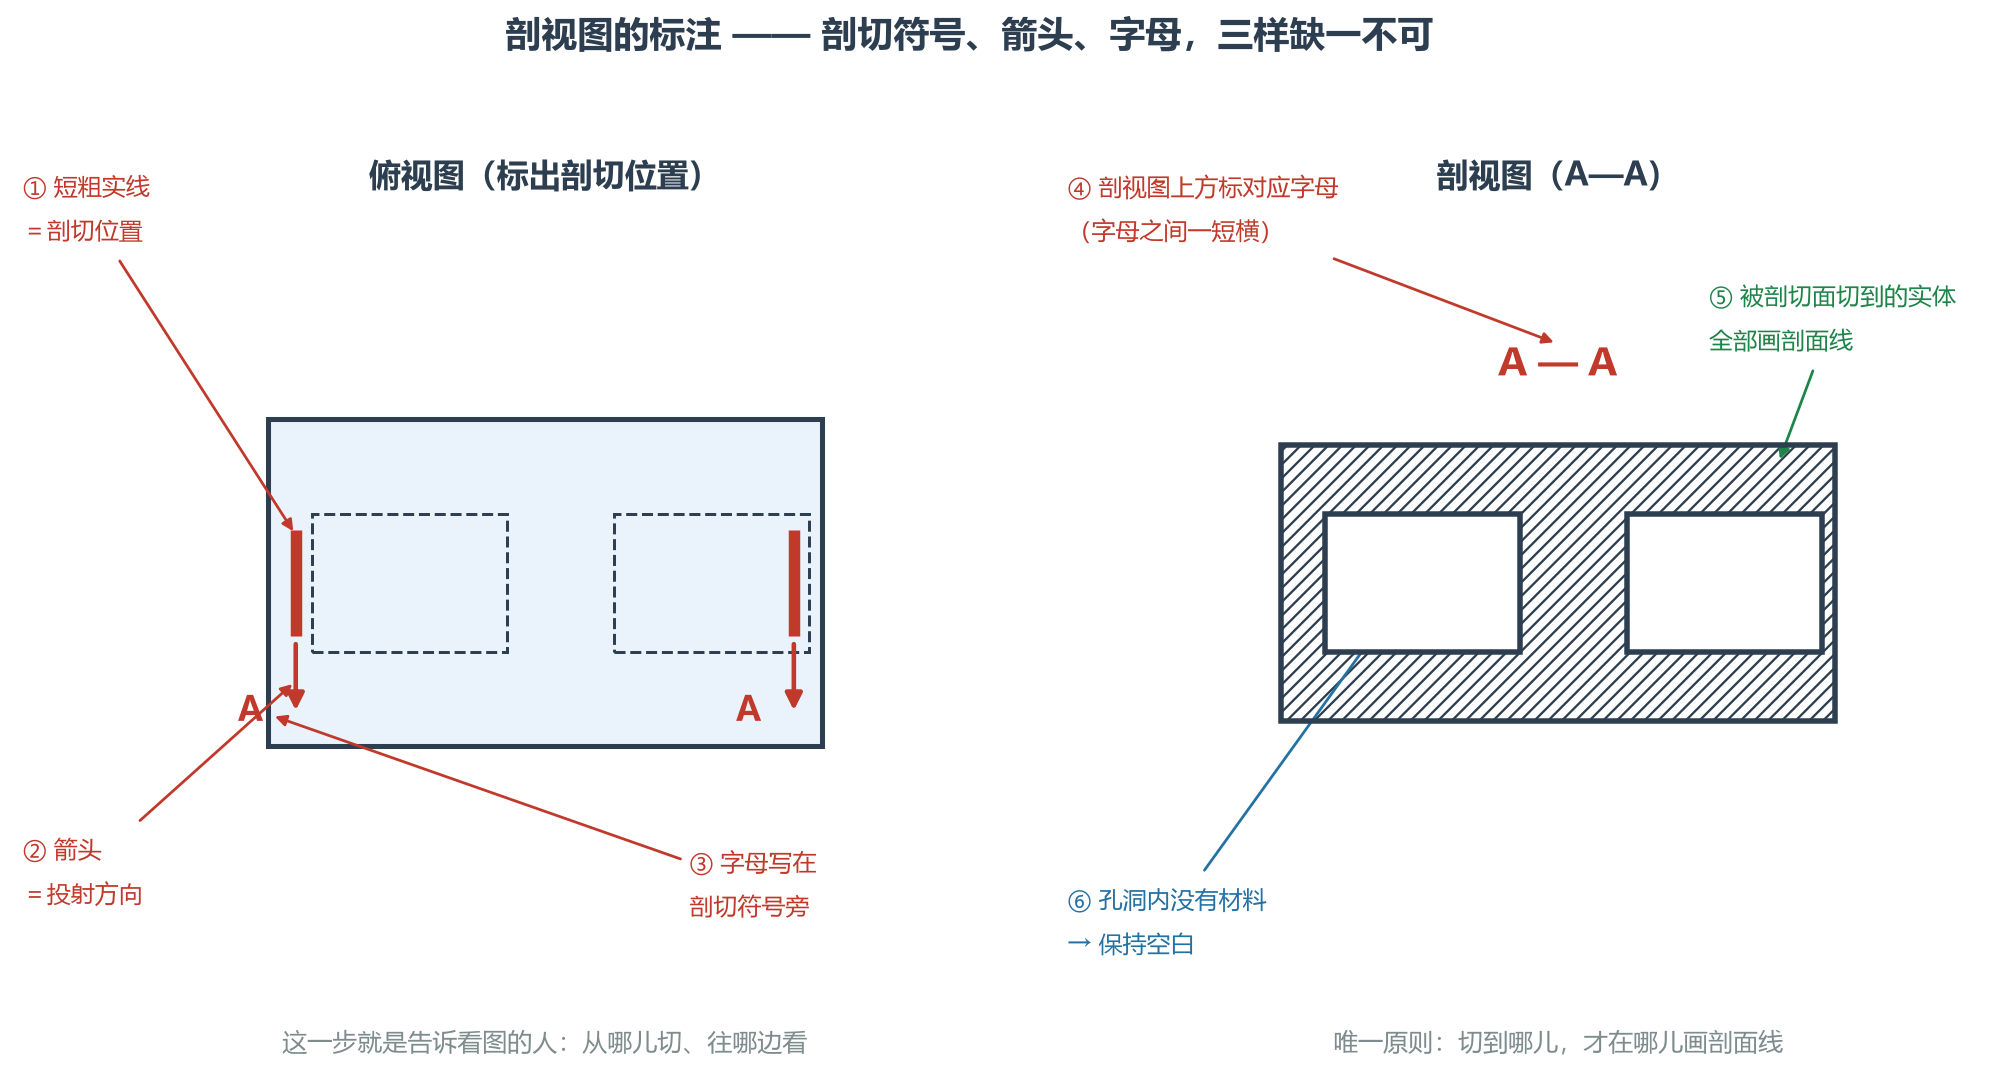 剖视图的标注 —— 剖切符号、箭头、字母，三样缺一不可
俯视图（标出剖切位置）
① 短粗实线
＝剖切位置
A
A
② 箭头
＝投射方向
③ 字母写在
剖切符号旁
这一步就是告诉看图的人：从哪儿切、往哪边看
剖视图（A—A）
④ 剖视图上方标对应字母
（字母之间一短横）
⑤ 被剖切面切到的实体
全部画剖面线
A — A
⑥ 孔洞内没有材料
→ 保持空白
唯一原则：切到哪儿，才在哪儿画剖面线